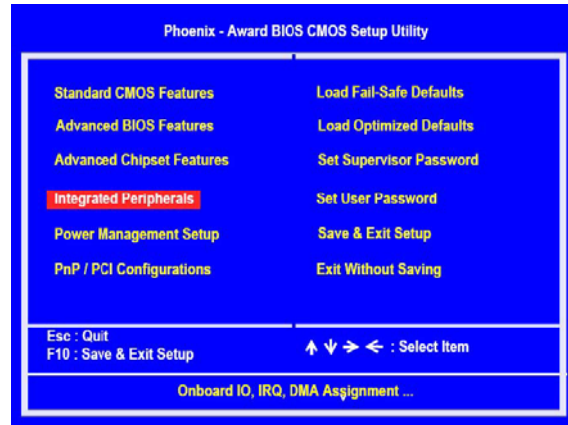 Phoenix - Award BIOS CMOS Setup Utility
Standard CMOS Features
Advanced BIOS Features
Advanced Chipset Features
Integrated Peripherals
Power Management Setup
PnP / PCI Configurations
Load Fail-Safe Defaults
Load Optimized Defaults
Set Supervisor Password
Set User Password
Save & Exit Setup
Exit Without Saving
Esc : Quit
F10 : Save & Exit Setup
↑ ↓ → ← : Select Item
Onboard IO, IRQ, DMA Assignment ...